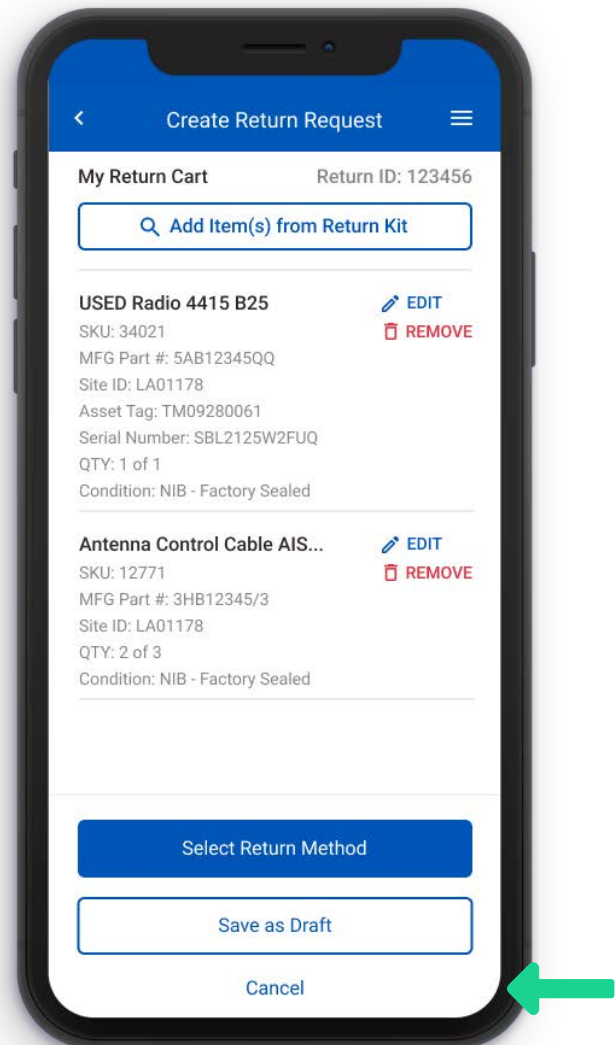 Create Return Request
My Return Cart Return ID: 123456
Add Item(s) from Return Kit
USED Radio 4415 B25 EDIT
SKU: 34021 REMOVE
MFG Part #: 5AB12345QQ
Site ID: LA01178
Asset Tag: TM09280061
Serial Number: SBL2125W2FUQ
QTY: 1 of 1
Condition: NIB - Factory Sealed
Antenna Control Cable AIS... EDIT
SKU: 12771 REMOVE
MFG Part #: 3HB12345/3
Site ID: LA01178
QTY: 2 of 3
Condition: NIB - Factory Sealed
Select Return Method
Save as Draft
Cancel